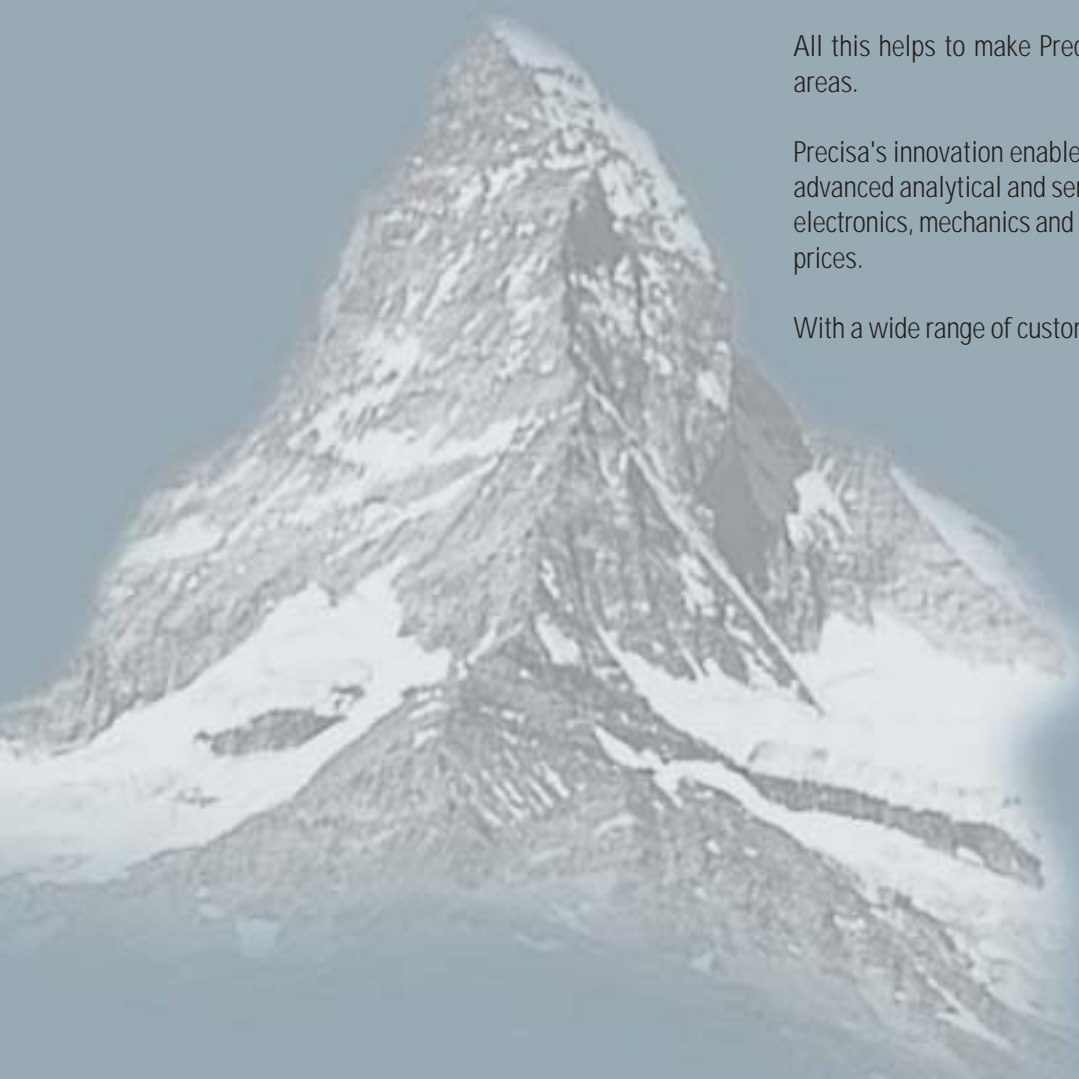 All this helps to make Prec
areas.
Precisa's innovation enable
advanced analytical and ser
electronics, mechanics and
prices.
With a wide range of custor